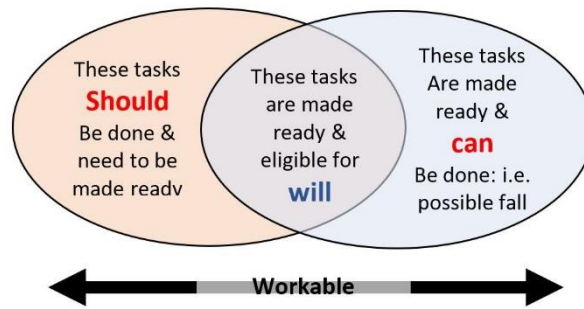 These tasks
Should
Be done &
need to be
made ready
These tasks
are made
ready &
eligible for
will
These tasks
Are made
ready &
can
Be done: i.e.
possible fall
Workable